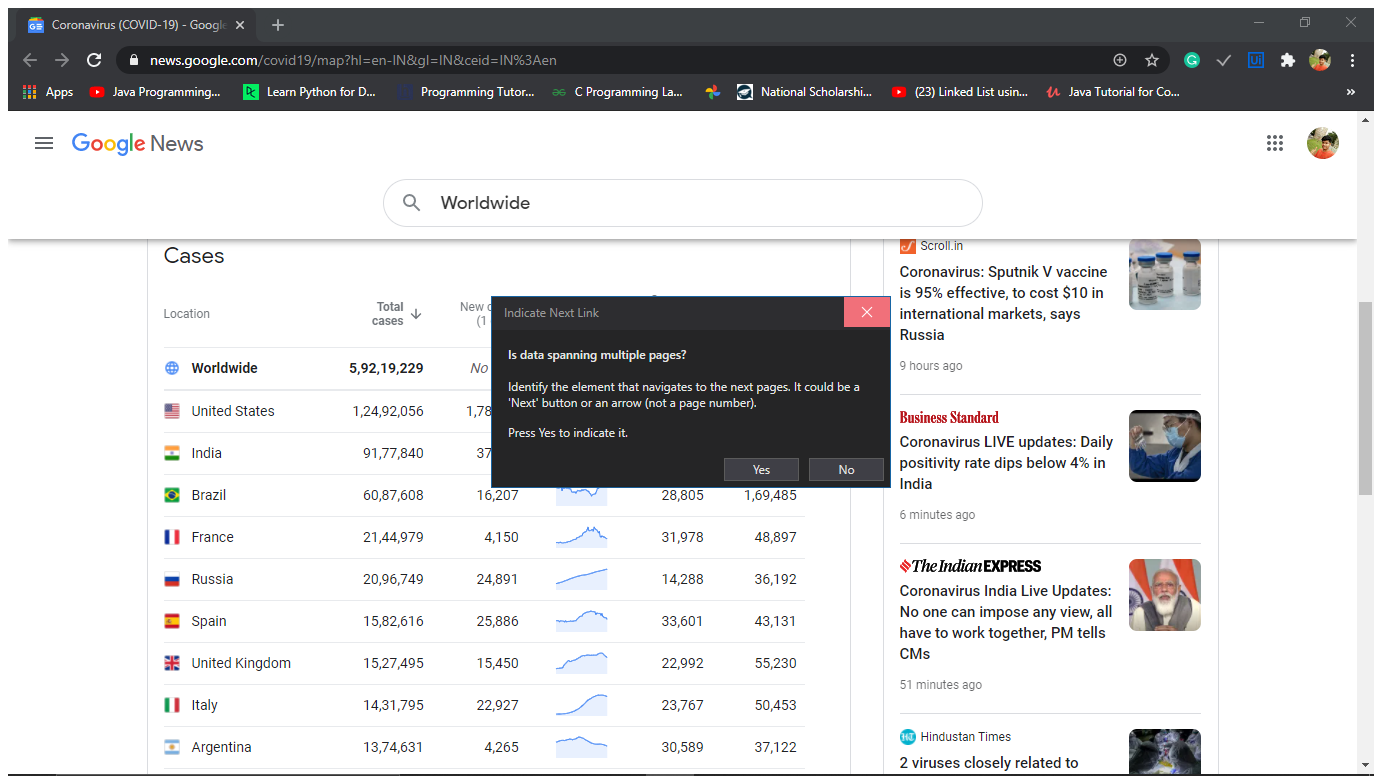 Coronavirus (COVID-19) - Google
news.google.com/covid19/map?hl=en-IN&gl=IN&ceid=IN%3Aen
Apps Java Programming... Learn Python for D... Programming Tutor... C Programming La... National Scholarshi... (23) Linked List usin... Java Tutorial for Co... »
Google News
Worldwide
Cases
Location Total cases New
(1
Worldwide 5,92,19,229 No
United States 1,24,92,056 1,78
India 91,77,840 37
Brazil 60,87,608 16,207 28,805 1,69,485
France 21,44,979 4,150 31,978 48,897
Russia 20,96,749 24,891 14,288 36,192
Spain 15,82,616 25,886 33,601 43,131
United Kingdom 15,27,495 15,450 22,992 55,230
Italy 14,31,795 22,927 23,767 50,453
Argentina 13,74,631 4,265 30,589 37,122
Indicate Next Link
Is data spanning multiple pages?
Identify the element that navigates to the next pages. It could be a
'Next' button or an arrow (not a page number).
Press Yes to indicate it.
Yes No
Scroll.in
Coronavirus: Sputnik V vaccine
is 95% effective, to cost $10 in
international markets, says
Russia
9 hours ago
Business Standard
Coronavirus LIVE updates: Daily
positivity rate dips below 4% in
India
6 minutes ago
The Indian EXPRESS
Coronavirus India Live Updates:
No one can impose any view, all
have to work together, PM tells
CMs
51 minutes ago
Hindustan Times
2 viruses closely related to